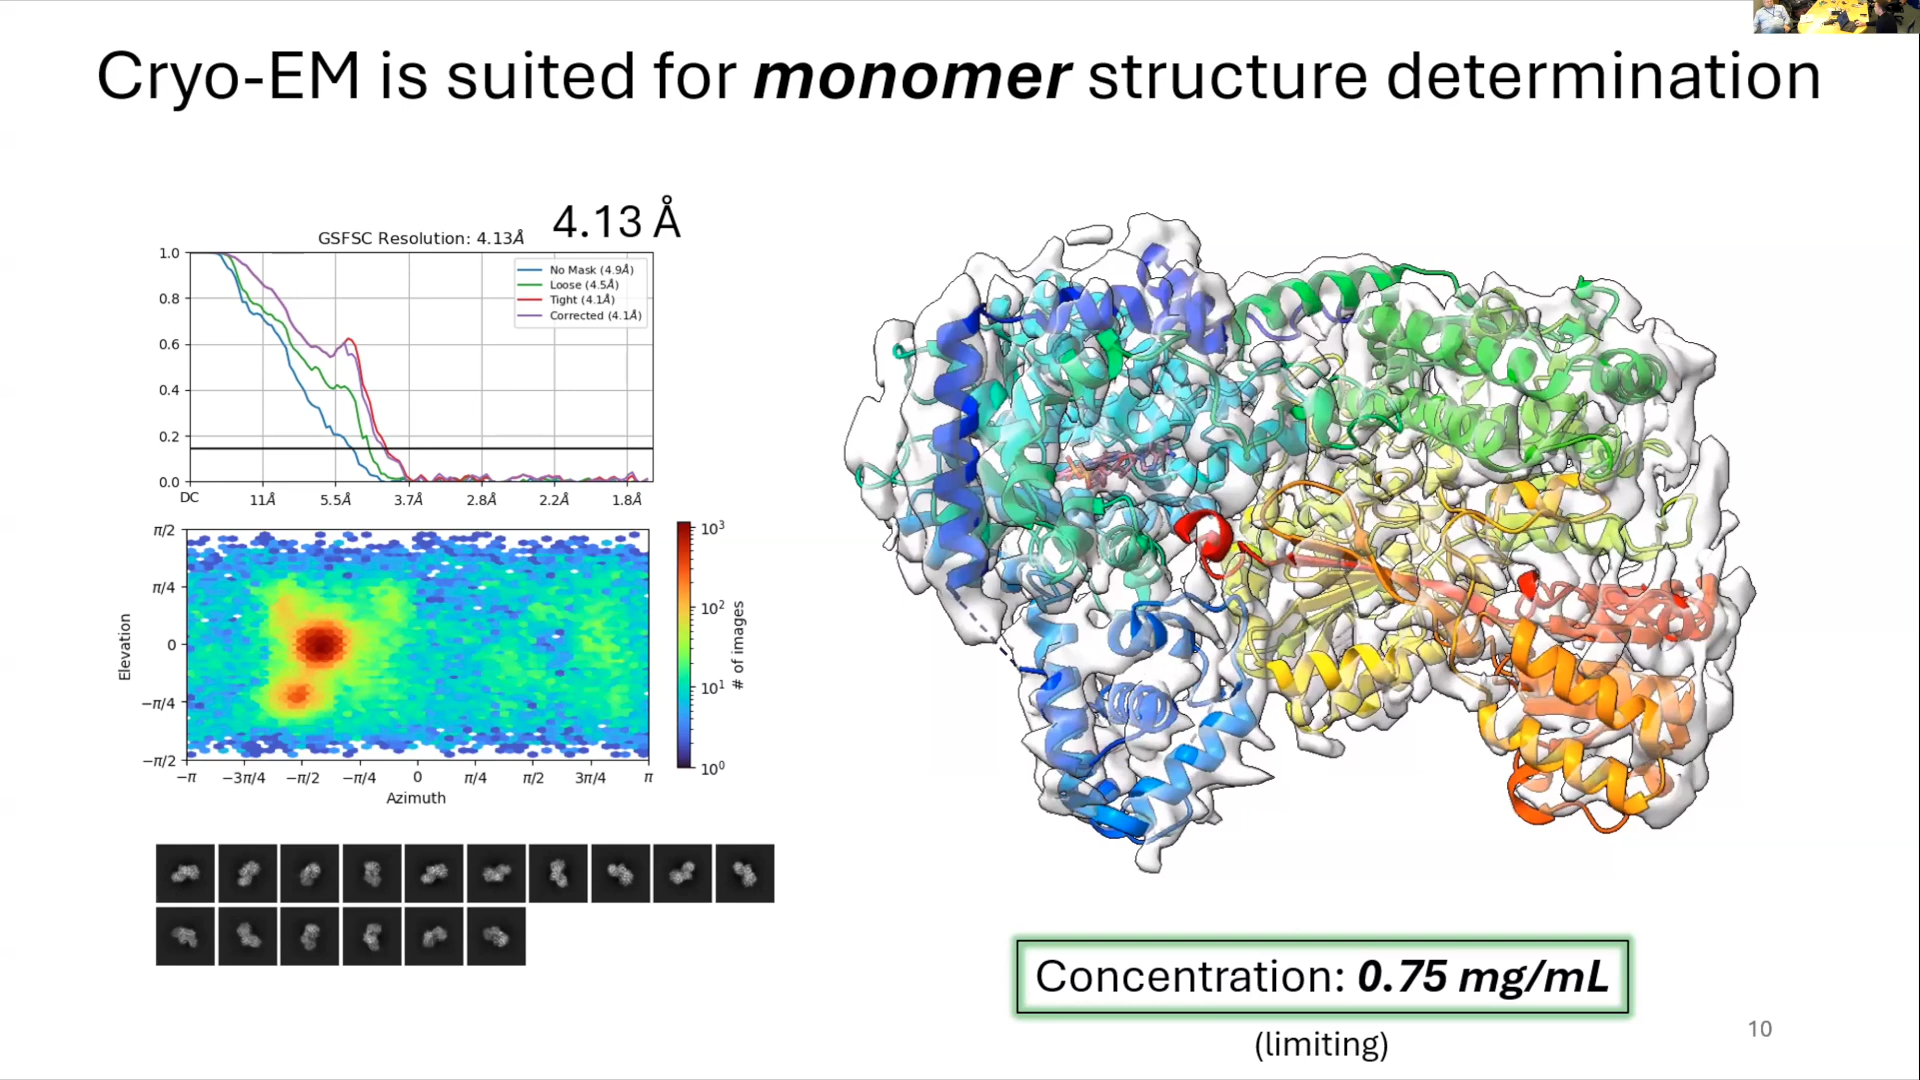 Cryo-EM is suited for monomer structure determination
4.13 Å
GSFSC Resolution: 4.13Å
1.0
0.8
0.6
0.4
0.2
0.0
No Mask (4.9Å)
Loose (4.5Å)
Tight (4.1Å)
Corrected (4.1Å)
DC
11Å
5.5Å
3.7Å
2.8Å
2.2Å
1.8Å
π/2
π/4
0
−π/4
−π/2
Elevation
−π
−3π/4
−π/2
−π/4
0
π/4
π/2
3π/4
π
Azimuth
10³
10²
10¹
10⁰
# of images
Concentration: 0.75 mg/mL
(limiting)
10